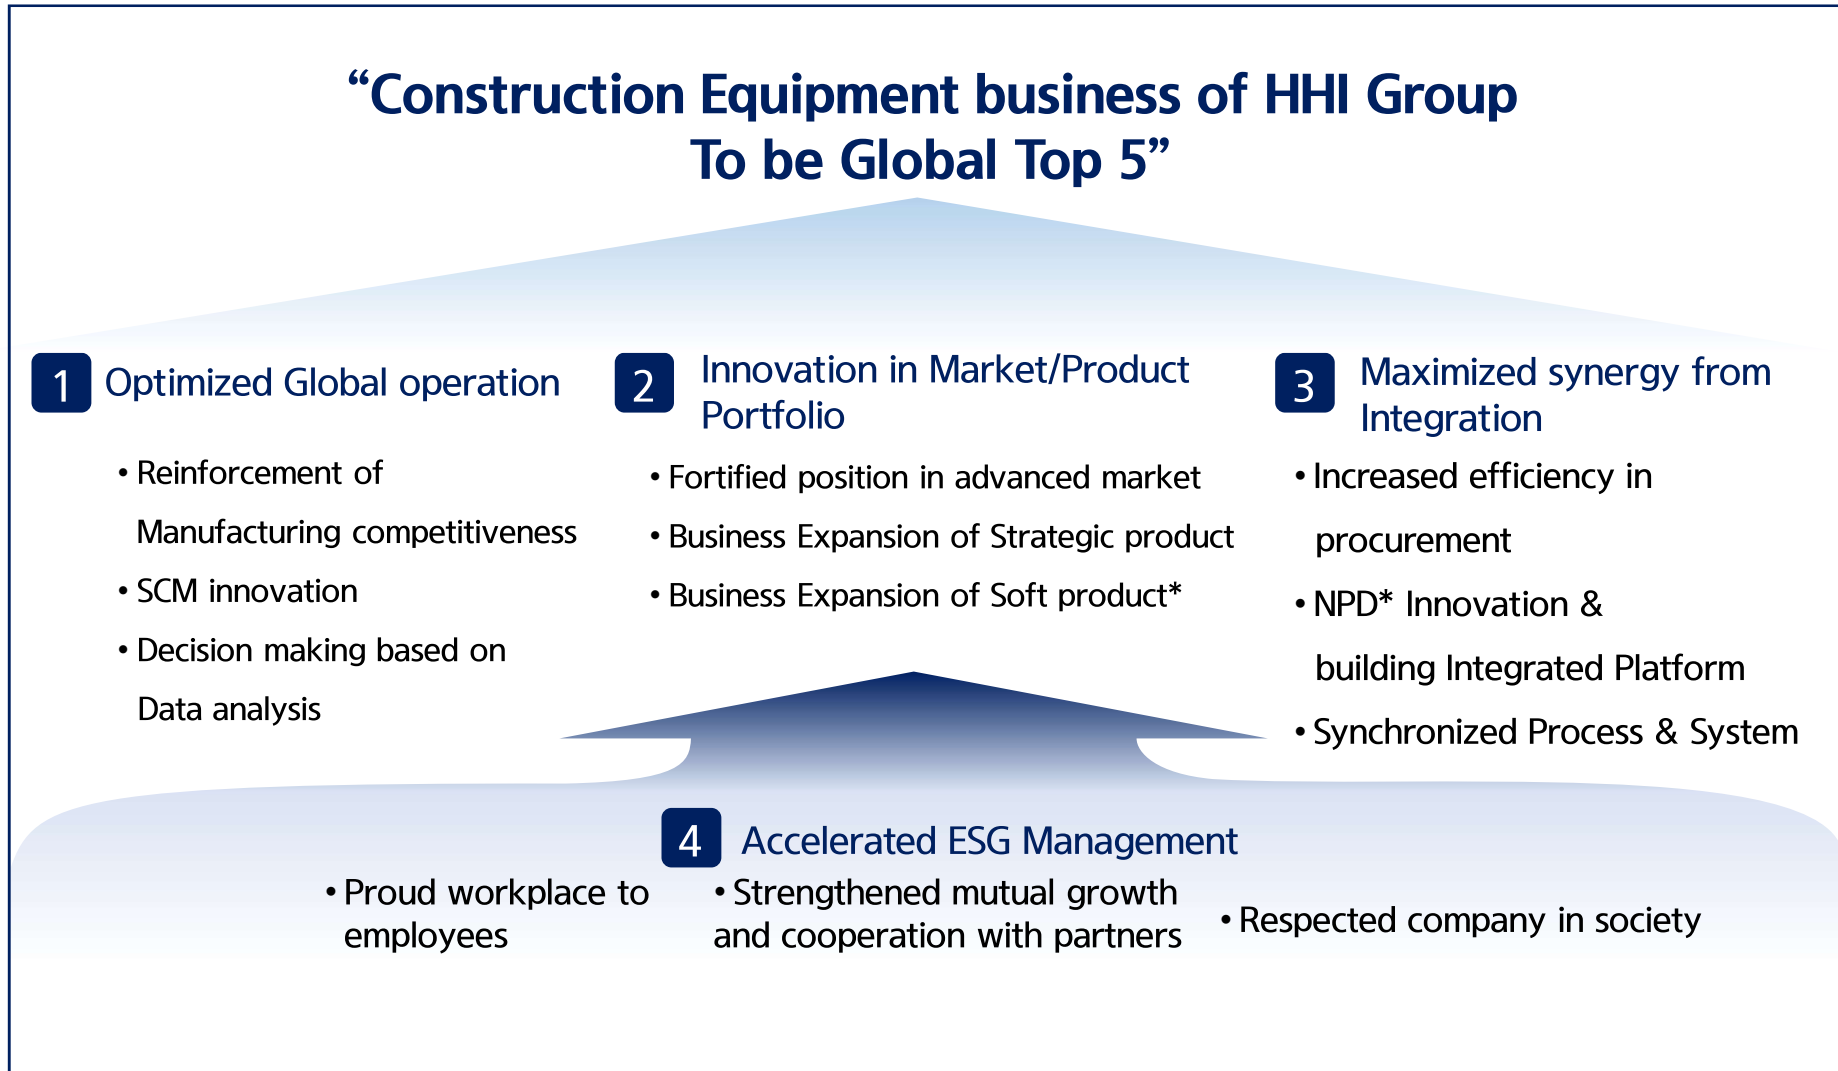 “Construction Equipment business of HHI Group
To be Global Top 5”
1 Optimized Global operation
• Reinforcement of
Manufacturing competitiveness
• SCM innovation
• Decision making based on
Data analysis
2 Innovation in Market/Product
Portfolio
• Fortified position in advanced market
• Business Expansion of Strategic product
• Business Expansion of Soft product*
3 Maximized synergy from
Integration
• Increased efficiency in
procurement
• NPD* Innovation &
building Integrated Platform
• Synchronized Process & System
4 Accelerated ESG Management
• Proud workplace to
employees
• Strengthened mutual growth
and cooperation with partners
• Respected company in society